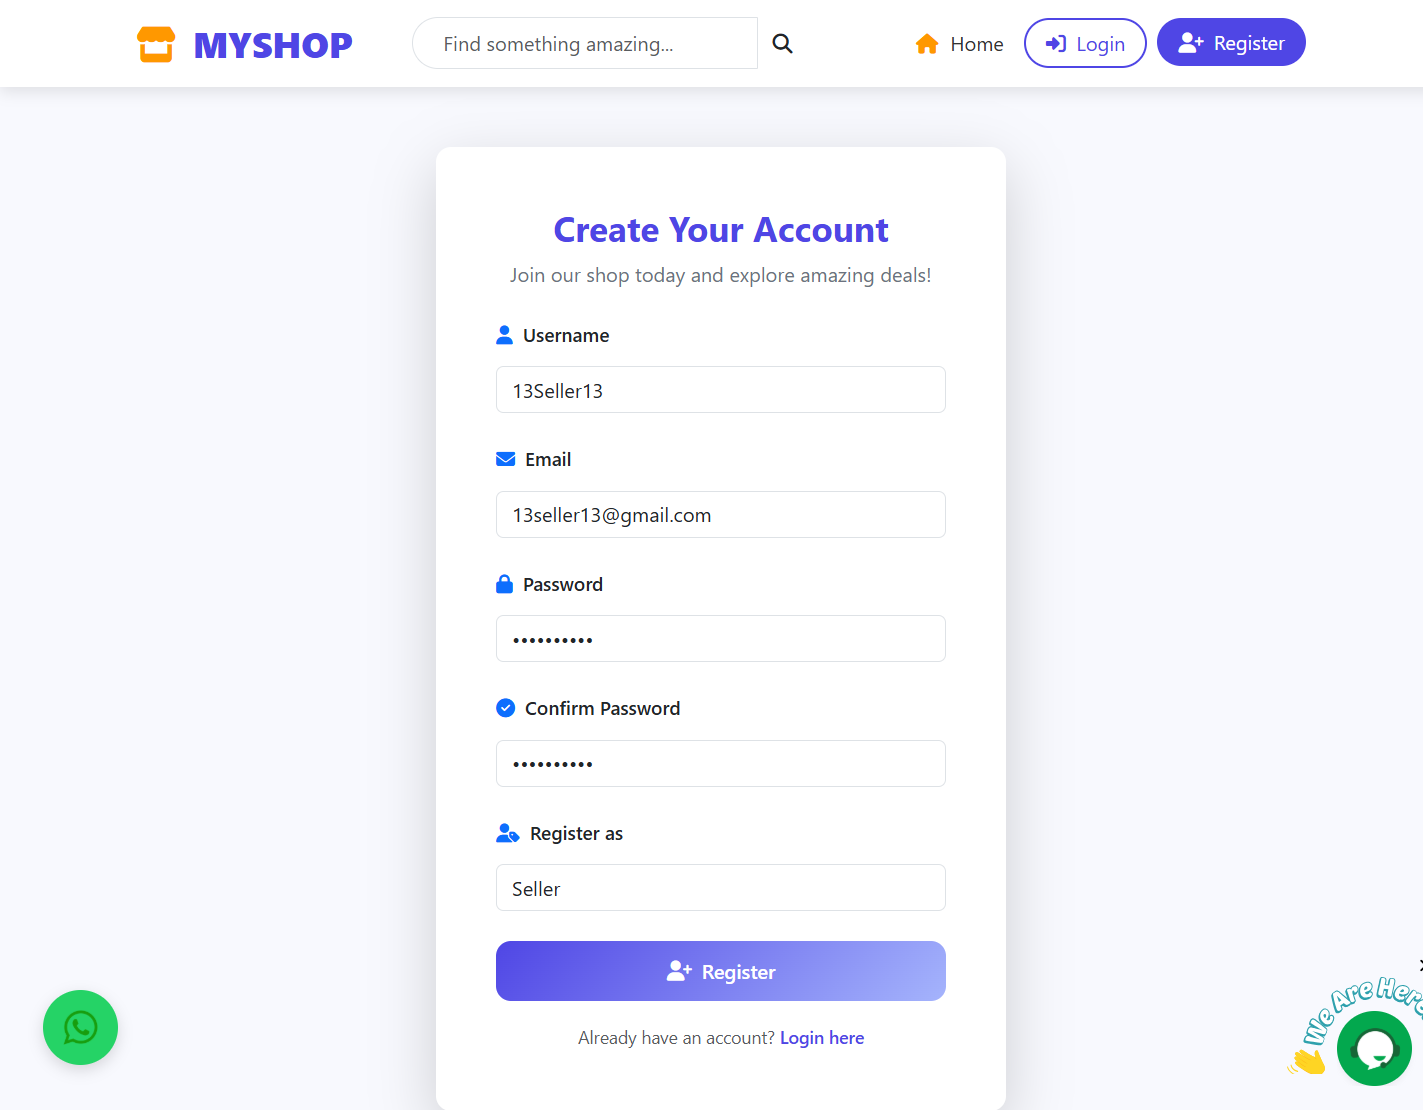 MYSHOP
Find something amazing...
Home
Login
Register
Create Your Account
Join our shop today and explore amazing deals!
Username
13Seller13
Email
13seller13@gmail.com
Password
••••••••••
Confirm Password
••••••••••
Register as
Seller
Register
Already have an account? Login here
We Are Here